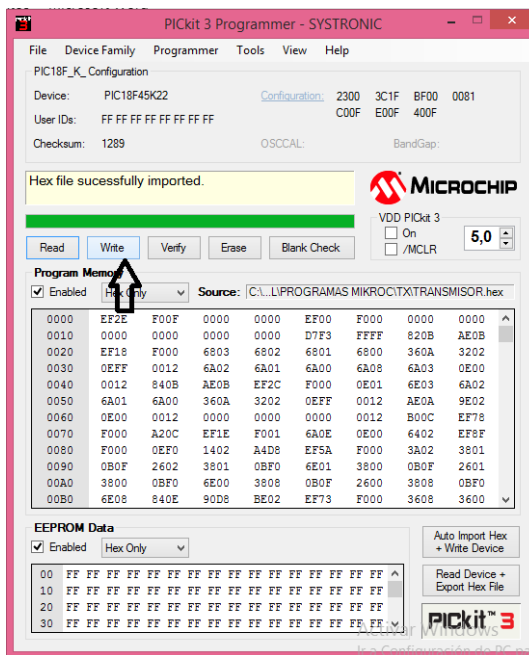 PICkit 3 Programmer - SYSTRONIC
File Device Family Programmer Tools View Help
PIC18F_K_ Configuration
Device: PIC18F45K22 Configuration: 2300 3C1F BF00 0081
User IDs: FF FF FF FF FF FF FF FF C00F E00F 400F
Checksum: 1289 OSCCAL: BandGap:
Hex file sucessfully imported.
MICROCHIP
VDD PICkit 3
On
/MCLR
5,0
Read Write Verify Erase Blank Check
Program Memory
Enabled Hex Only Source: C:\...L\PROGRAMAS MIKROC\TX\TRANSMISOR.hex
0000 EF2E F00F 0000 0000 EF00 F000 0000 0000
0010 0000 0000 0000 0000 D7F3 FFFF 820B AE0B
0020 EF18 F000 6803 6802 6801 6800 360A 3202
0030 0EFF 0012 6A02 6A01 6A00 6A08 6A03 0E00
0040 0012 840B AE0B EF2C F000 0E01 6E03 6A02
0050 6A01 6A00 360A 3202 0EFF 0012 AE0A 9E02
0060 0E00 0012 0000 0000 0000 0012 B00C EF78
0070 F000 A20C EF1E F001 6A0E 0E00 6402 EF8F
0080 F000 0EF0 1402 A4D8 EF5A F000 3A02 3801
0090 0B0F 2602 3801 0BF0 6E01 3800 0B0F 2601
00A0 3800 0BF0 6E00 3808 0B0F 2600 3808 0BF0
00B0 6E08 840E 90D8 BE02 EF73 F000 3608 3600
EEPROM Data
Enabled Hex Only
00 FF FF FF FF FF FF FF FF FF FF FF FF FF FF FF FF
10 FF FF FF FF FF FF FF FF FF FF FF FF FF FF FF FF
20 FF FF FF FF FF FF FF FF FF FF FF FF FF FF FF FF
30 FF FF FF FF FF FF FF FF FF FF FF FF FF FF FF FF
Auto Import Hex
+ Write Device
Read Device +
Export Hex File
PICkit™ 3
Activar Windows
Ir a Configuración de PC pa